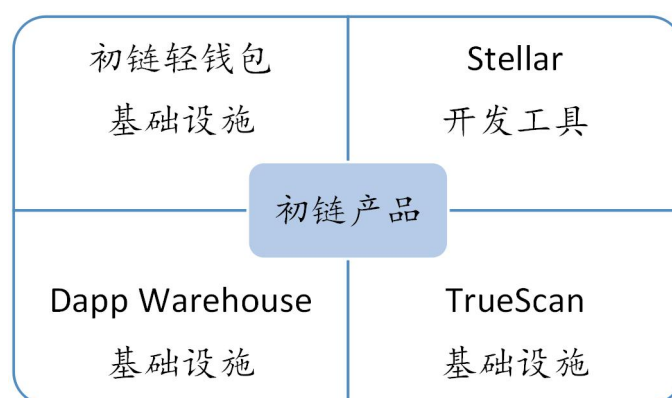 初链轻钱包
基础设施
Stellar
开发工具
初链产品
Dapp Warehouse
基础设施
TrueScan
基础设施